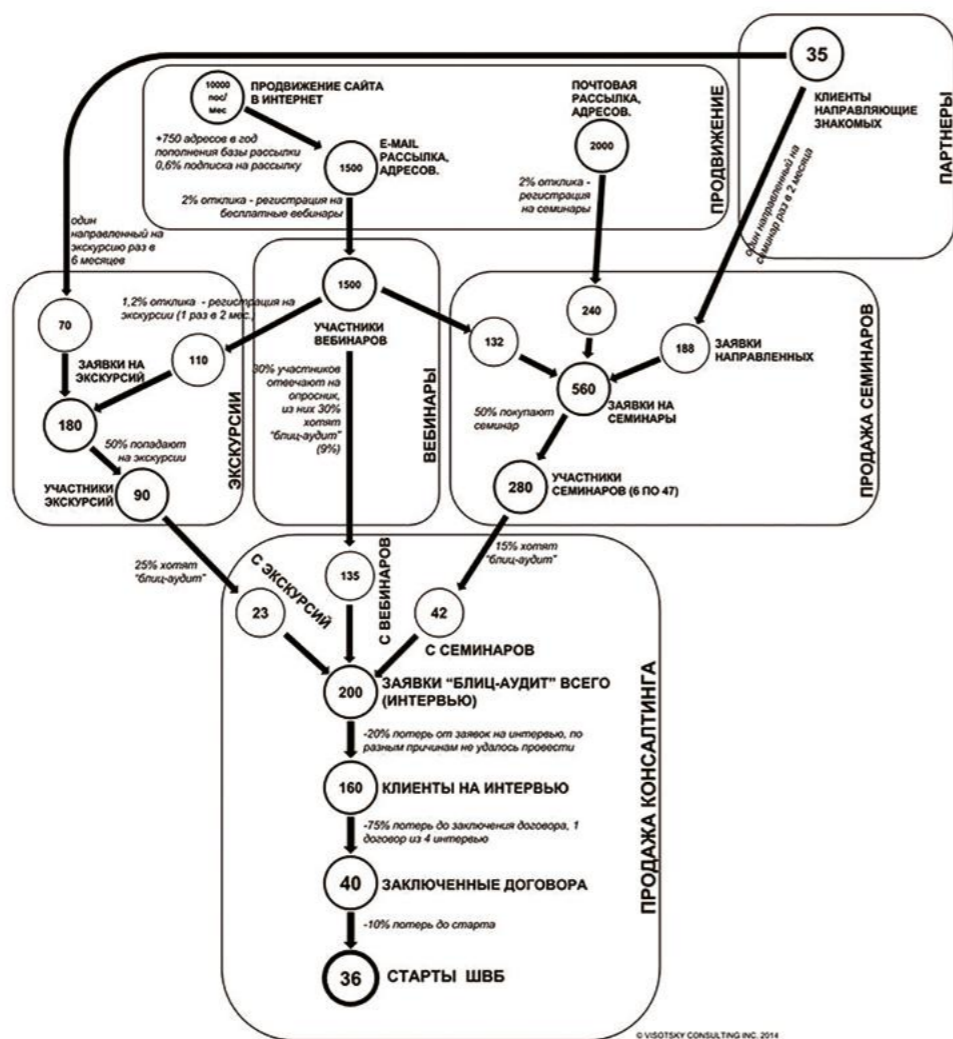 35
КЛИЕНТЫ
НАПРАВЛЯЮЩИЕ
ЗНАКОМЫХ
ПАРТНЕРЫ
10000
пос/
мес
ПРОДВИЖЕНИЕ САЙТА
В ИНТЕРНЕТ
ПОЧТОВАЯ
РАССЫЛКА,
АДРЕСОВ.
2000
+750 адресов в год
пополнения базы рассылки
0,6% подписка на рассылку
1500
E-MAIL
РАССЫЛКА,
АДРЕСОВ.
2% отклика - регистрация на
бесплатные вебинары
2% отклика -
регистрация
на семинары
ПРОДВИЖЕНИЕ
один направленный на
семинар раз в 2 месяца
один
направленный на
экскурсию раз в
6 месяцев
70
1,2% отклика - регистрация на
экскурсии (1 раз в 2 мес.)
110
ЗАЯВКИ НА
ЭКСКУРСИЙ
180
50% попадают
на экскурсии
УЧАСТНИКИ
ЭКСКУРСИЙ
90
ЭКСКУРСИИ
1500
УЧАСТНИКИ
ВЕБИНАРОВ
30% участников
отвечают на
опросник,
из них 30%
хотят
"блиц-аудит"
(9%)
ВЕБИНАРЫ
240
132
188
ЗАЯВКИ
НАПРАВЛЕННЫХ
560
ЗАЯВКИ НА
СЕМИНАРЫ
50% покупают
семинар
280
УЧАСТНИКИ
СЕМИНАРОВ (6 ПО 47)
ПРОДАЖА СЕМИНАРОВ
25% хотят
"блиц-аудит"
15% хотят
"блиц-аудит"
23
С ЭКСКУРСИЙ
135
С ВЕБИНАРОВ
42
С СЕМИНАРОВ
200
ЗАЯВКИ "БЛИЦ-АУДИТ" ВСЕГО
(ИНТЕРВЬЮ)
-20% потерь от заявок на интервью, по
разным причинам не удалось провести
160
КЛИЕНТЫ НА ИНТЕРВЬЮ
-75% потерь до заключения договора, 1
договор из 4 интервью
40
ЗАКЛЮЧЕННЫЕ ДОГОВОРА
-10% потерь до старта
36
СТАРТЫ ШВБ
ПРОДАЖА КОНСАЛТИНГА
© VISOTSKY CONSULTING INC. 2014